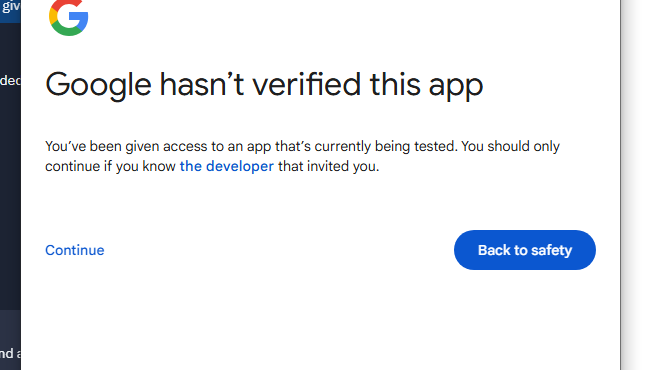 giv
Google hasn’t verified this app
ded
You’ve been given access to an app that’s currently being tested. You should only
continue if you know the developer that invited you.
Continue
Back to safety
nd a